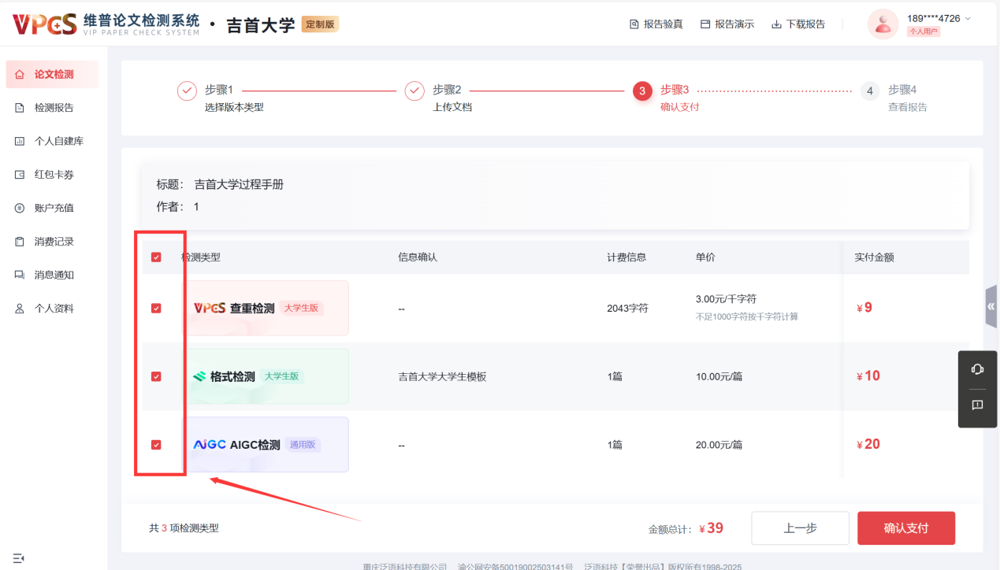 VPCS 维普论文检测系统 • 吉首大学 定制版
VIP PAPER CHECK SYSTEM
报告验真 报告演示 下载报告
189****4726
个人用户
论文检测
检测报告
个人自建库
红包卡券
账户充值
消费记录
消息通知
个人资料
步骤1
选择版本类型
步骤2
上传文档
3 步骤3
确认支付
4 步骤4
查看报告
标题： 吉首大学过程手册
作者： 1
检测类型 信息确认 计费信息 单价 实付金额
VPCS 查重检测 大学生版 -- 2043字符 3.00元/千字符 ¥9
不足1000字符按千字符计算
格式检测 大学生版 吉首大学大学生模板 1篇 10.00元/篇 ¥10
AIGC AIGC检测 通用版 -- 1篇 20.00元/篇 ¥20
共 3 项检测类型 金额总计： ¥39 上一步 确认支付
重庆泛语科技有限公司 渝公网安备50019002503141号 泛语科技【荣誉出品】版权所有1998-2025